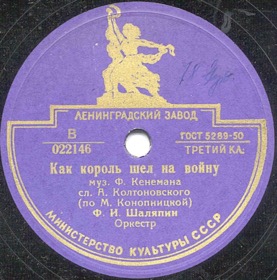 ЛЕНИНГРАДСКИЙ ЗАВОД
В
022146
ГОСТ 5289-50
ТРЕТИЙ КЛ.
Как король шел на войну
муз. Ф. Кенемана
сл. А. Колтоновского
(по М. Конопницкой)
Ф. И. Шаляпин
Оркестр
МИНИСТЕРСТВО КУЛЬТУРЫ СССР